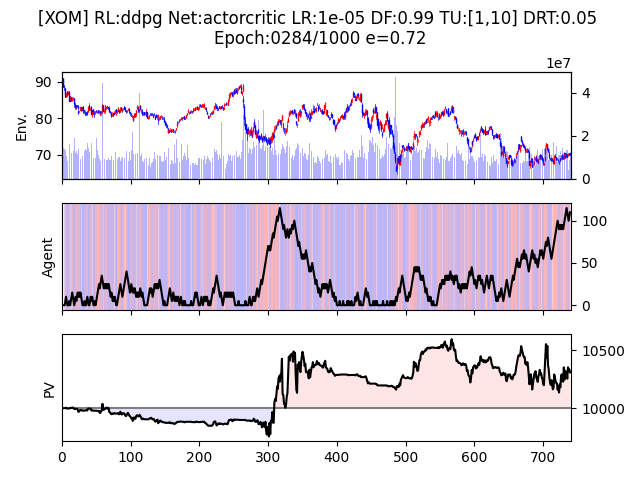 [XOM] RL:ddpg Net:actorcritic LR:1e-05 DF:0.99 TU:[1,10] DRT:0.05
Epoch:0284/1000 e=0.72
1e7
Env.
90
80
70
4
2
0
Agent
100
50
0
PV
10500
10000
0 100 200 300 400 500 600 700